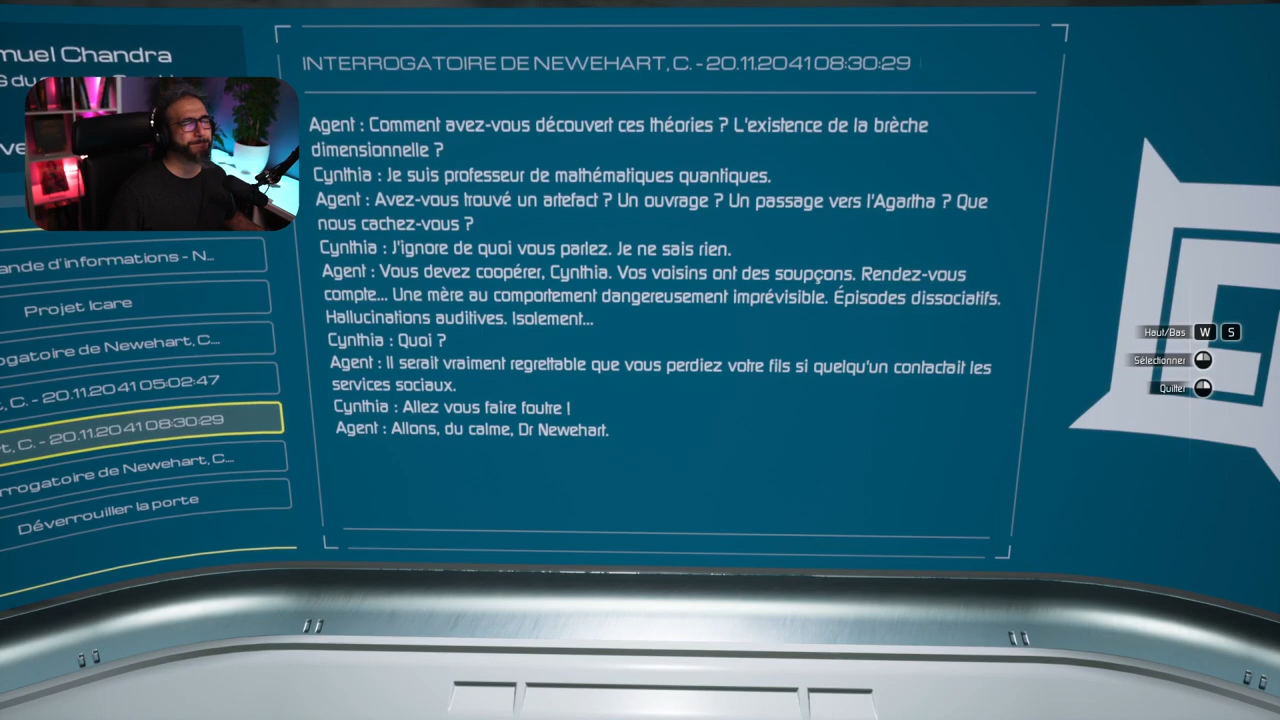 muel Chandra
INTERROGATOIRE DE NEWEHART, C. - 20.11.2041 08:30:29
Agent : Comment avez-vous découvert ces théories ? L'existence de la brèche
dimensionnelle ?
Cynthia : Je suis professeur de mathématiques quantiques.
Agent : Avez-vous trouvé un artefact ? Un ouvrage ? Un passage vers l'Agartha ? Que
nous cachez-vous ?
Cynthia : J'ignore de quoi vous parlez. Je ne sais rien.
Agent : Vous devez coopérer, Cynthia. Vos voisins ont des soupçons. Rendez-vous
compte... Une mère au comportement dangereusement imprévisible. Épisodes dissociatifs.
Hallucinations auditives. Isolement...
Cynthia : Quoi ?
Agent : Il serait vraiment regrettable que vous perdiez votre fils si quelqu'un contactait les
services sociaux.
Cynthia : Allez vous faire foutre !
Agent : Allons, du calme, Dr Newehart.
ande d'informations - N...
Projet Icare
ogatoire de Newehart, C....
t, C. - 20.11.2041 05:02:47
rt, C. - 20.11.2041 08:30:29
rrogatoire de Newehart, C....
Déverrouiller la porte
Haut/Bas W S
Sélectionner
Quitter